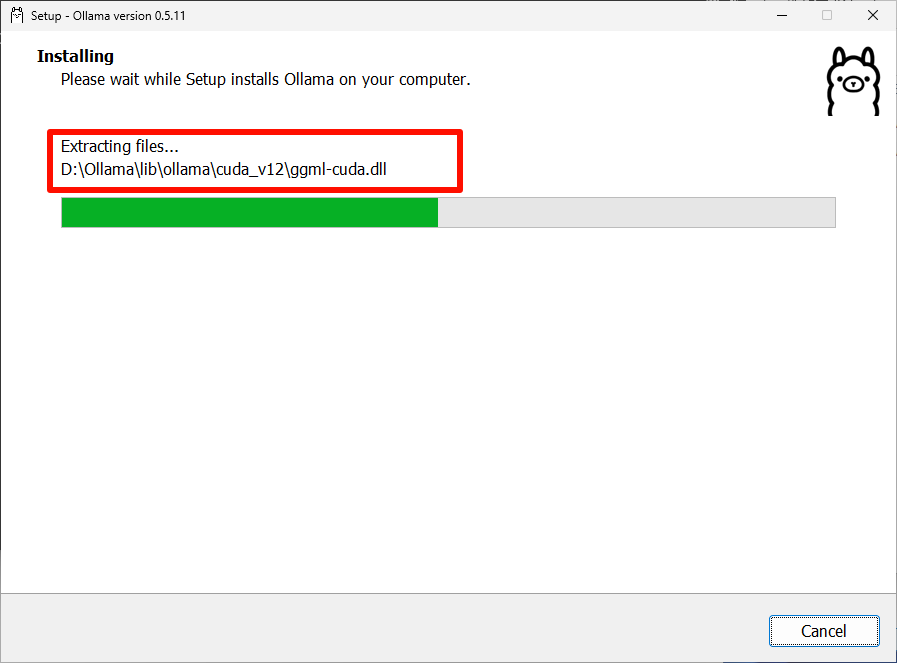 Setup - Ollama version 0.5.11
Installing
Please wait while Setup installs Ollama on your computer.
Extracting files...
D:\Ollama\lib\ollama\cuda_v12\ggml-cuda.dll
Cancel